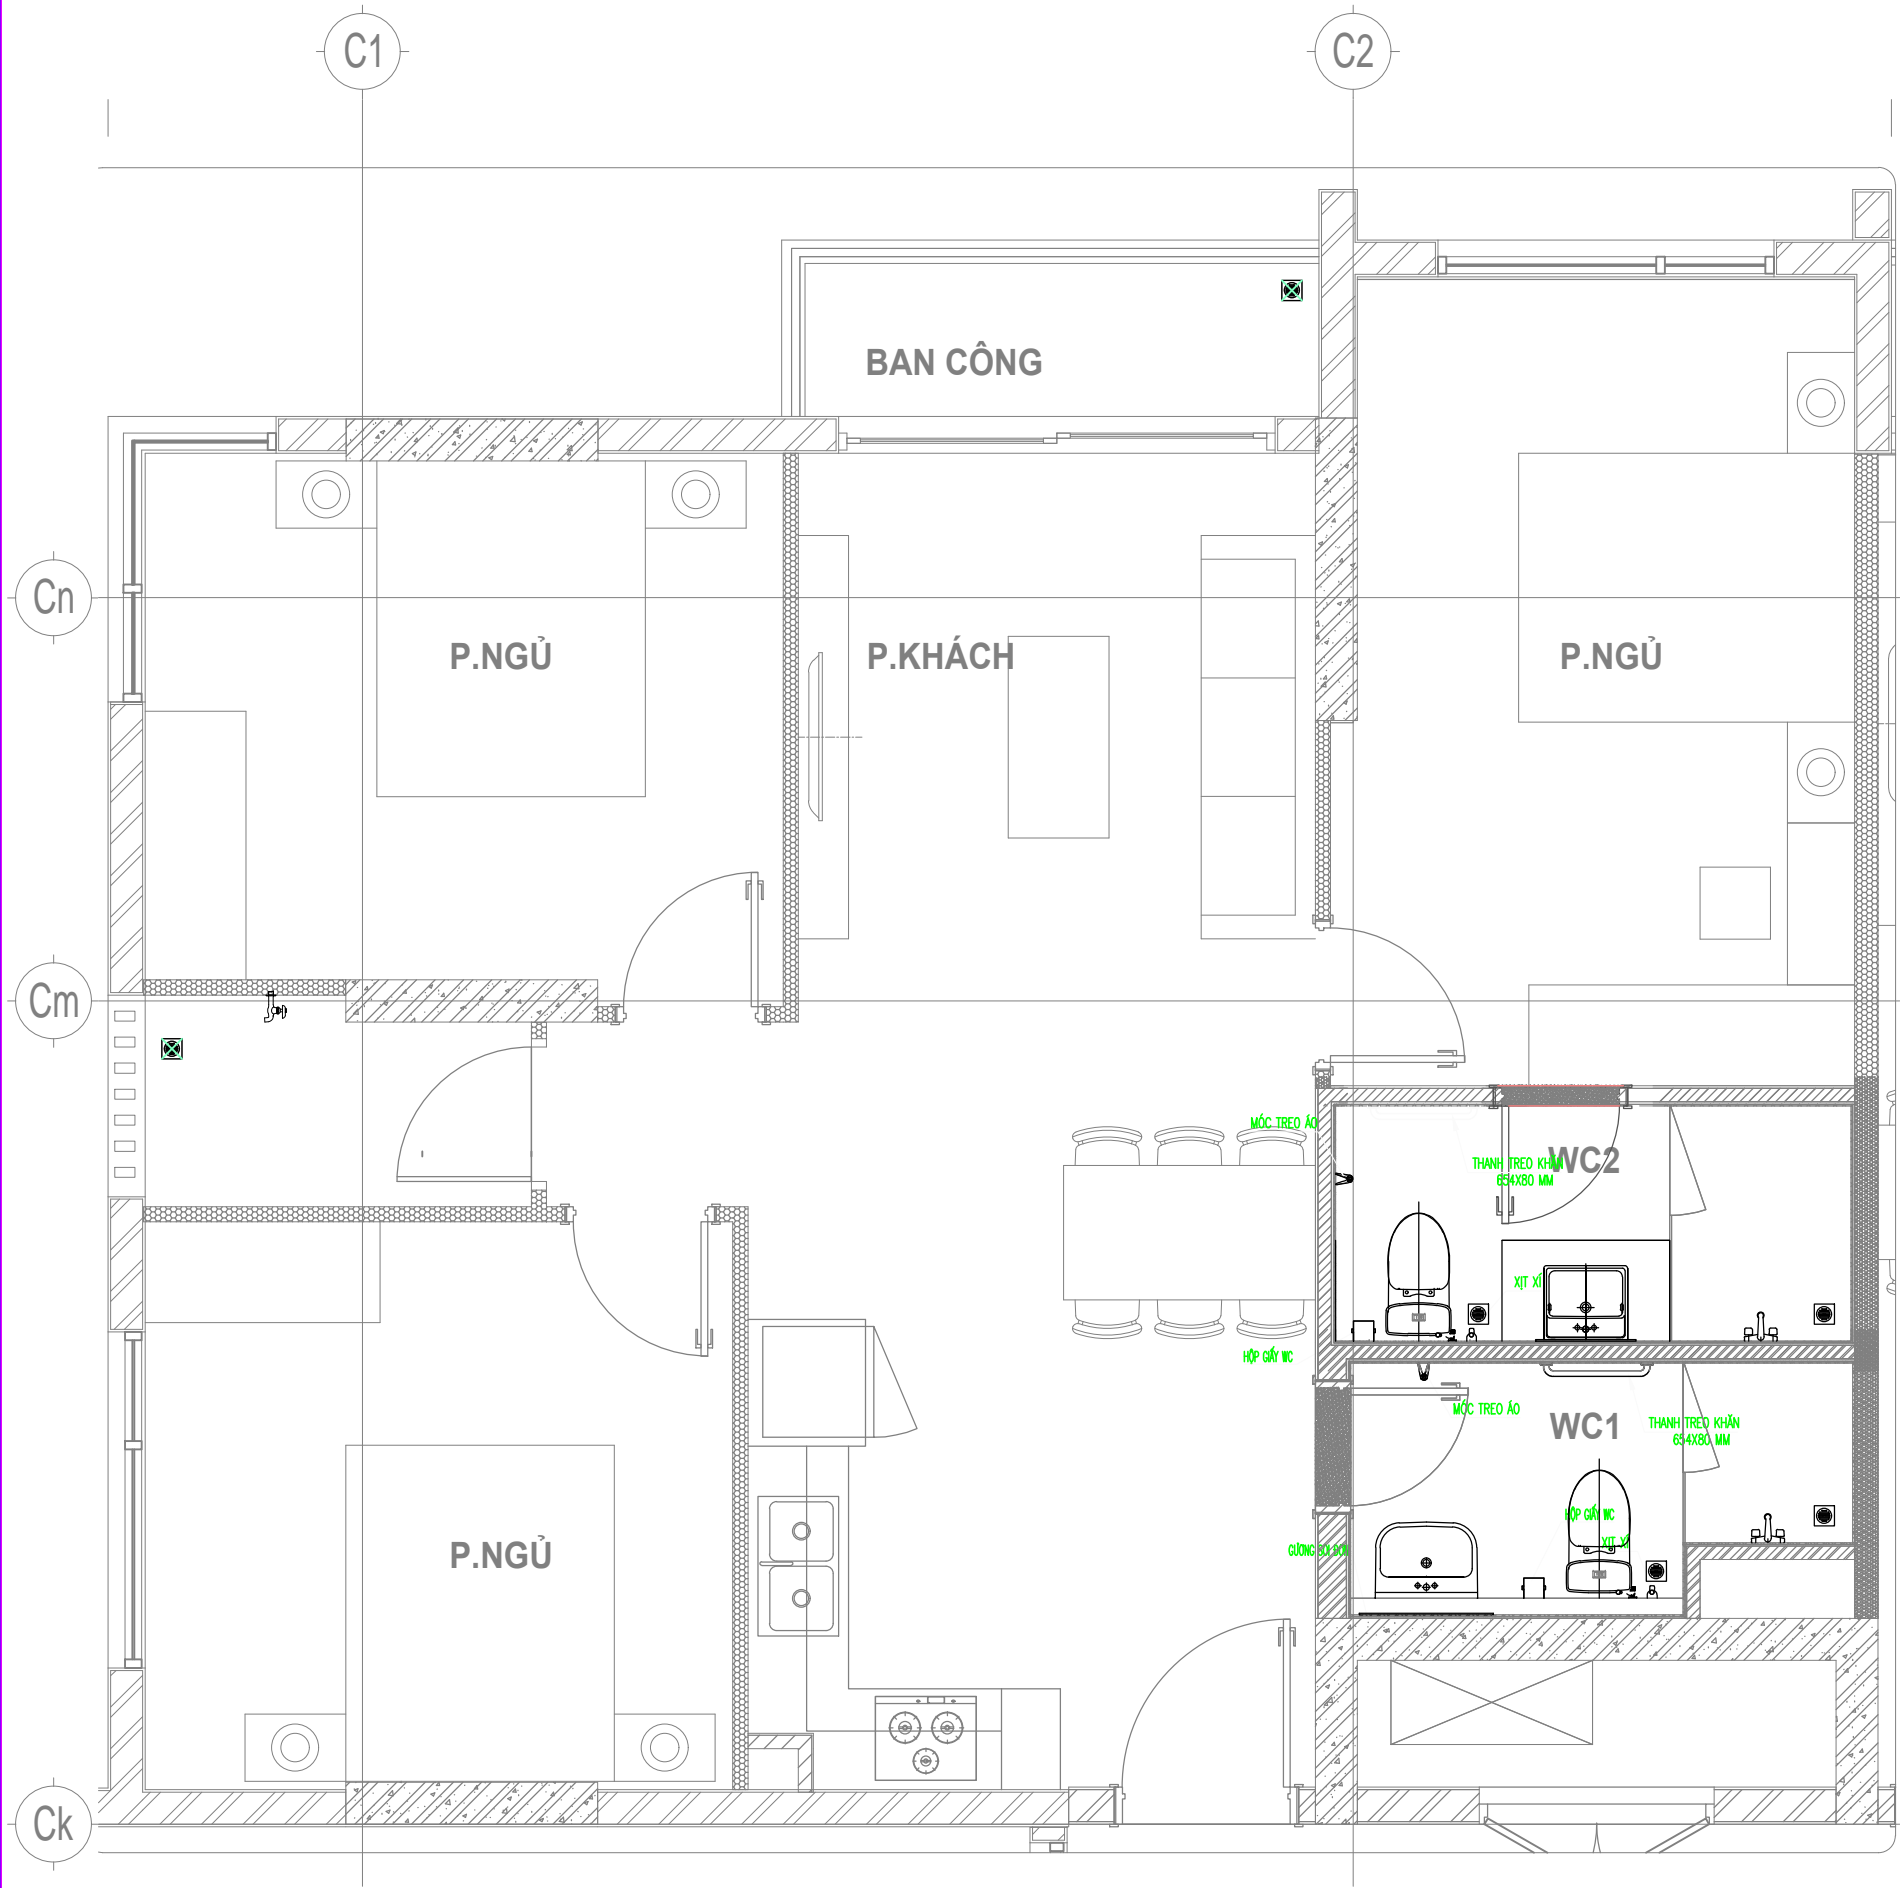 C1
C2
BAN CÔNG
Cn
P.NGỦ
P.KHÁCH
P.NGỦ
Cm
MÓC TREO ÁO
WC2
THANH TREO KHĂN
654X80 MM
XỊT XÍ
HỘP GIẤY WC
MÓC TREO ÁO
WC1
THANH TREO KHĂN
654X80 MM
HỘP GIẤY WC
XỊT XÍ
GƯƠNG SOI
P.NGỦ
Ck